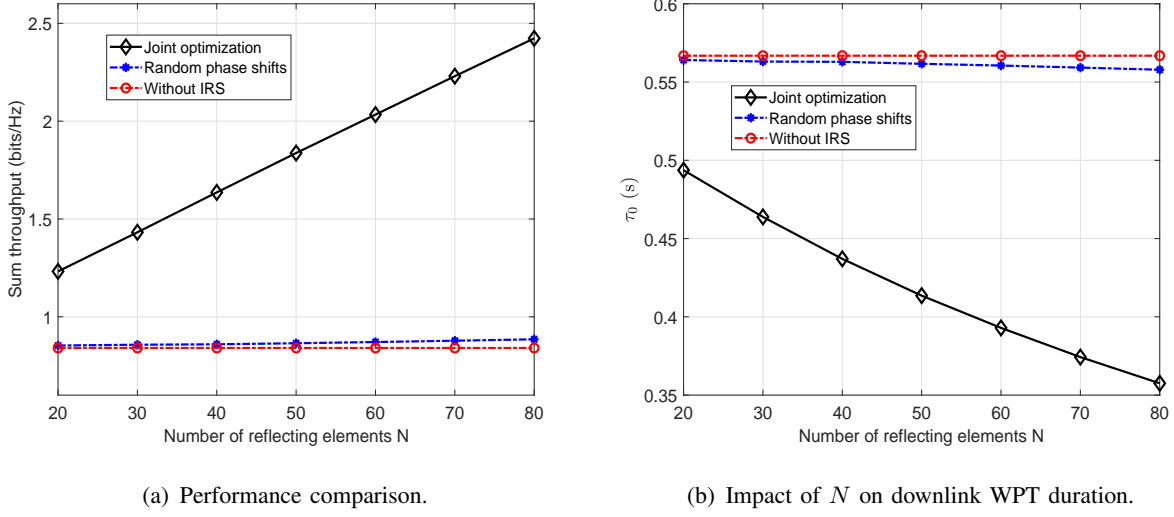 2.5
2
1.5
1
Sum throughput (bits/Hz)
Joint optimization
Random phase shifts
Without IRS
20 30 40 50 60 70 80
Number of reflecting elements N
(a) Performance comparison.
0.6
0.55
0.5
0.45
0.4
0.35
τ₀ (s)
Joint optimization
Random phase shifts
Without IRS
20 30 40 50 60 70 80
Number of reflecting elements N
(b) Impact of N on downlink WPT duration.